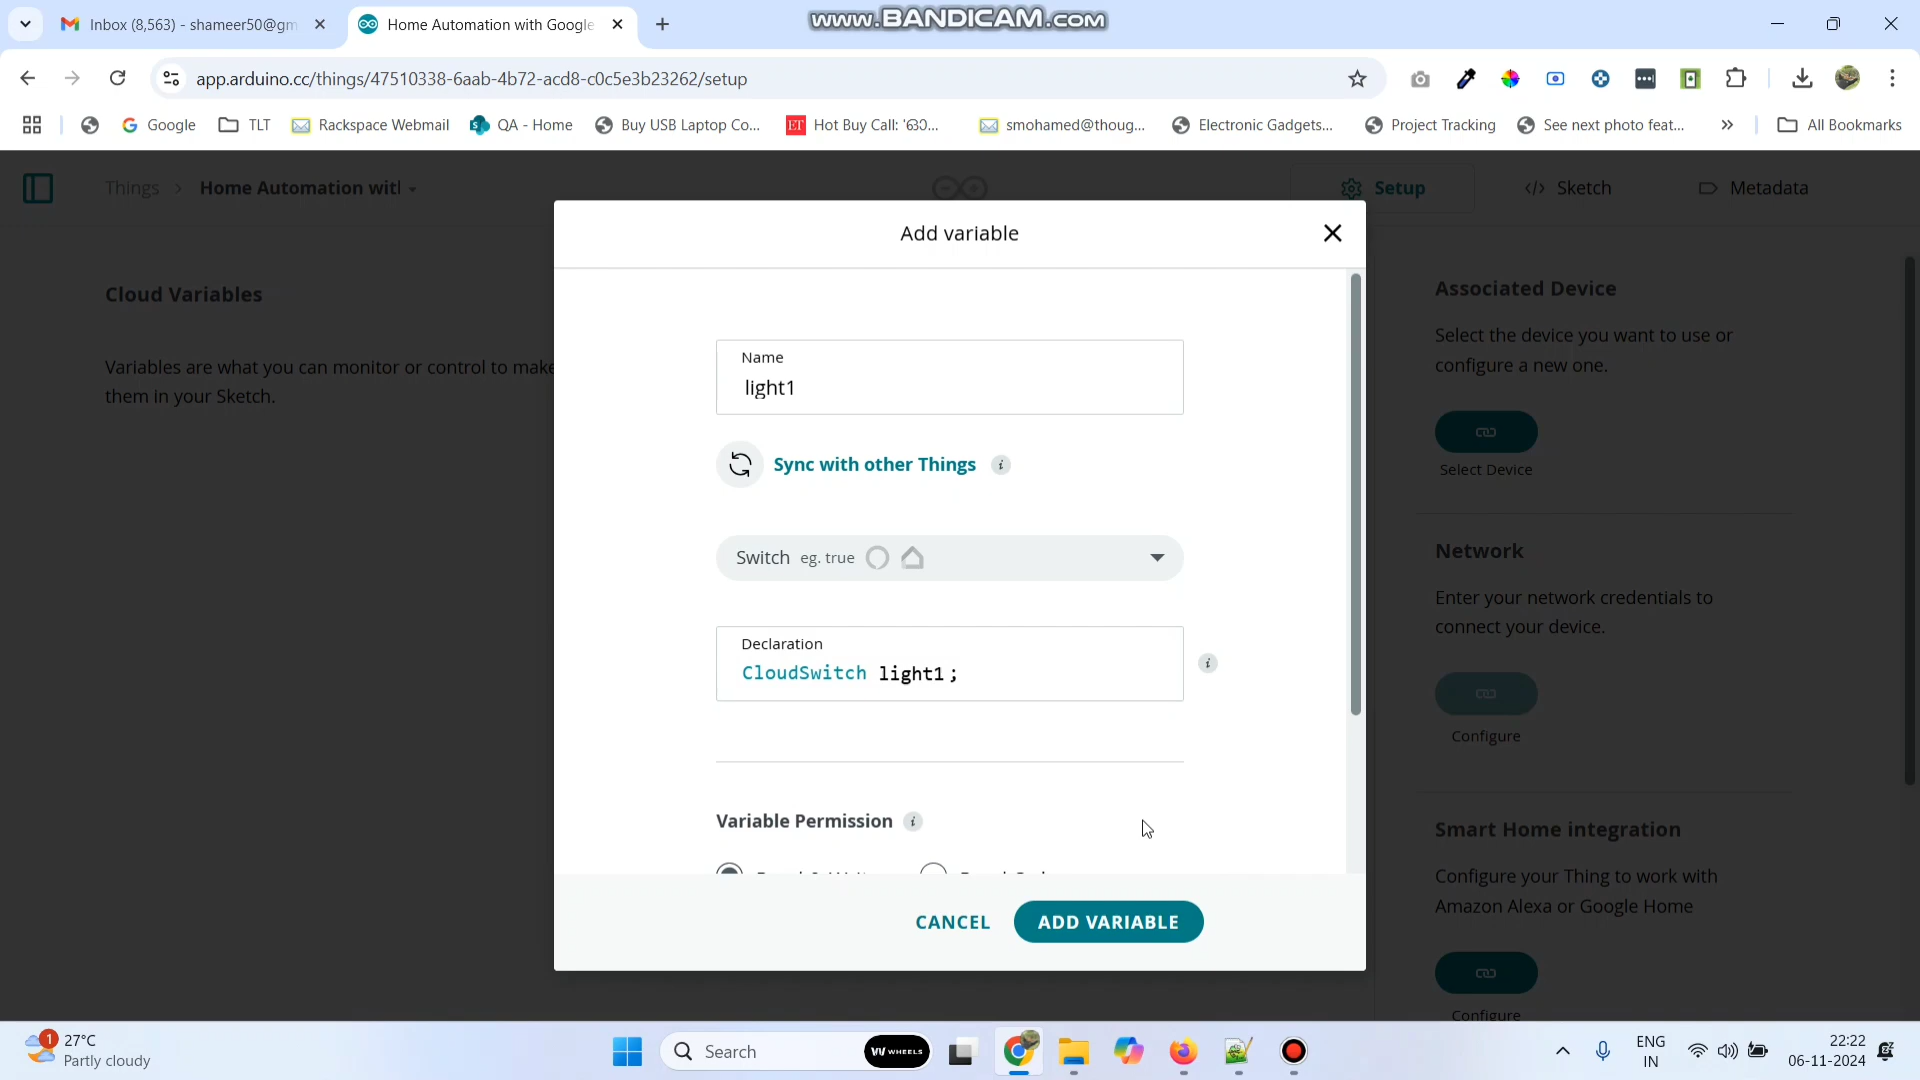 Inbox (8,563) - shameer50@gm
Home Automation with Google
www.BANDICAM.com
app.arduino.cc/things/47510338-6aab-4b72-acd8-c0c5e3b23262/setup
Google
TLT
Rackspace Webmail
QA - Home
Buy USB Laptop Co...
ET
Hot Buy Call: '630...
smohamed@thoug...
Electronic Gadgets...
Project Tracking
See next photo feat...
All Bookmarks
Things > Home Automation wit
Setup
</> Sketch
Metadata
Add variable
Cloud Variables
Variables are what you can monitor or control to make
them in your Sketch.
Name
light1
Sync with other Things
Switch eg. true
Declaration
CloudSwitch light1;
Variable Permission
CANCEL
ADD VARIABLE
Associated Device
Select the device you want to use or
configure a new one.
Select Device
Network
Enter your network credentials to
connect your device.
Configure
Smart Home integration
Configure your Thing to work with
Amazon Alexa or Google Home
Configure
1
27°C
Partly cloudy
Search
WHEELS
ENG
IN
22:22
06-11-2024